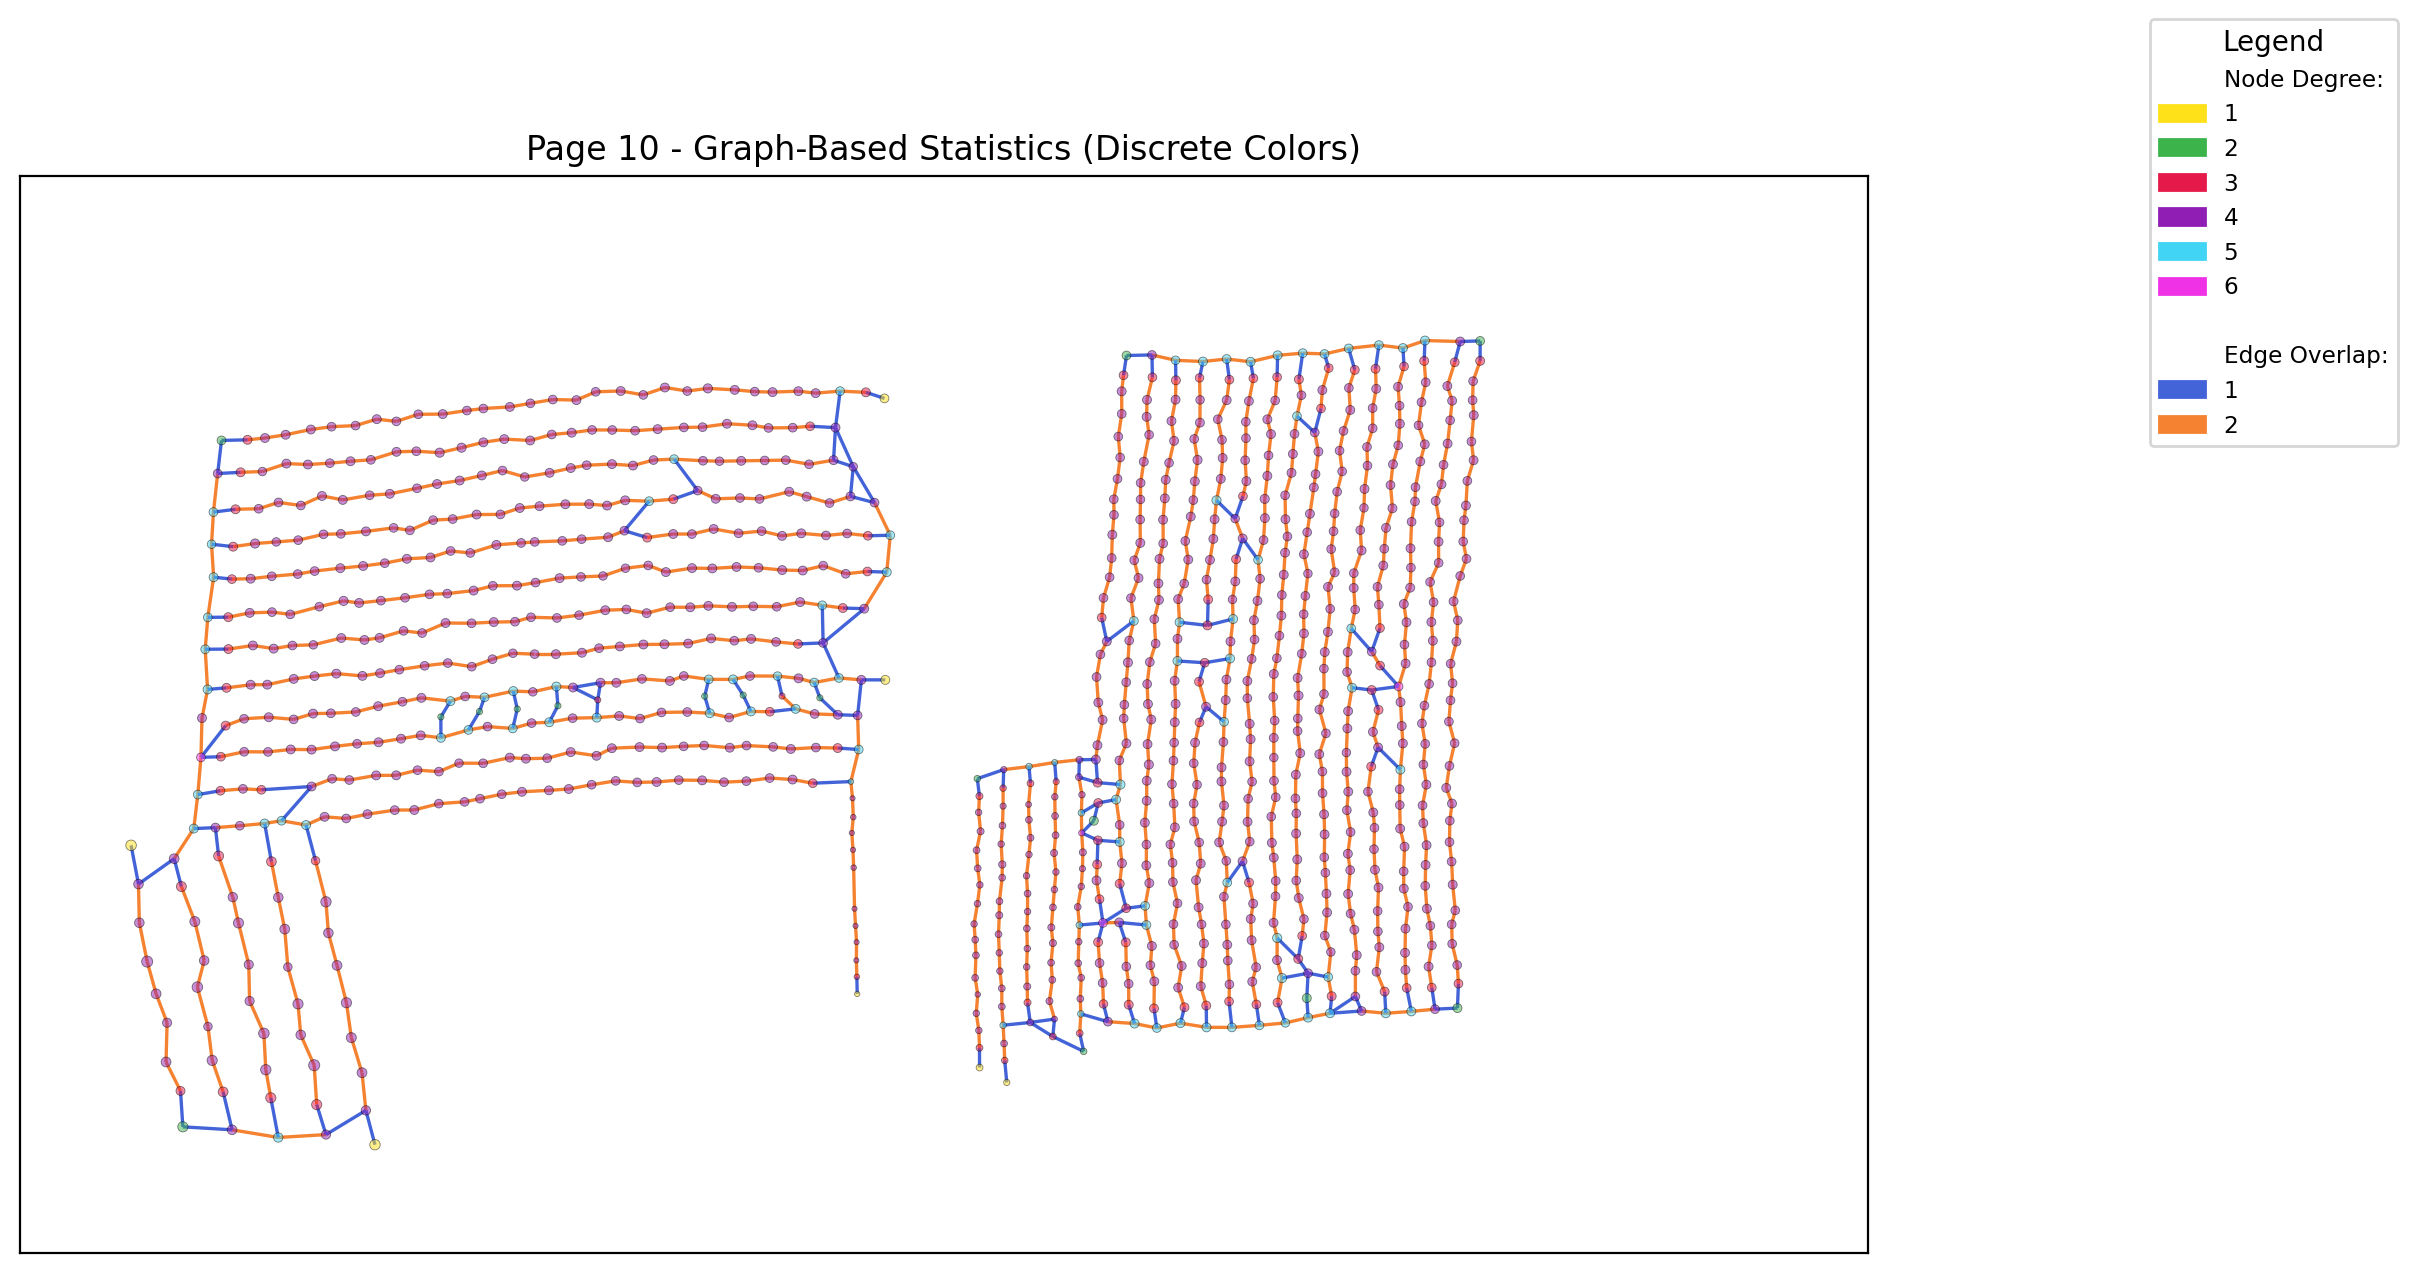 Page 10 - Graph-Based Statistics (Discrete Colors)
Legend
Node Degree:
1
2
3
4
5
6
Edge Overlap:
1
2